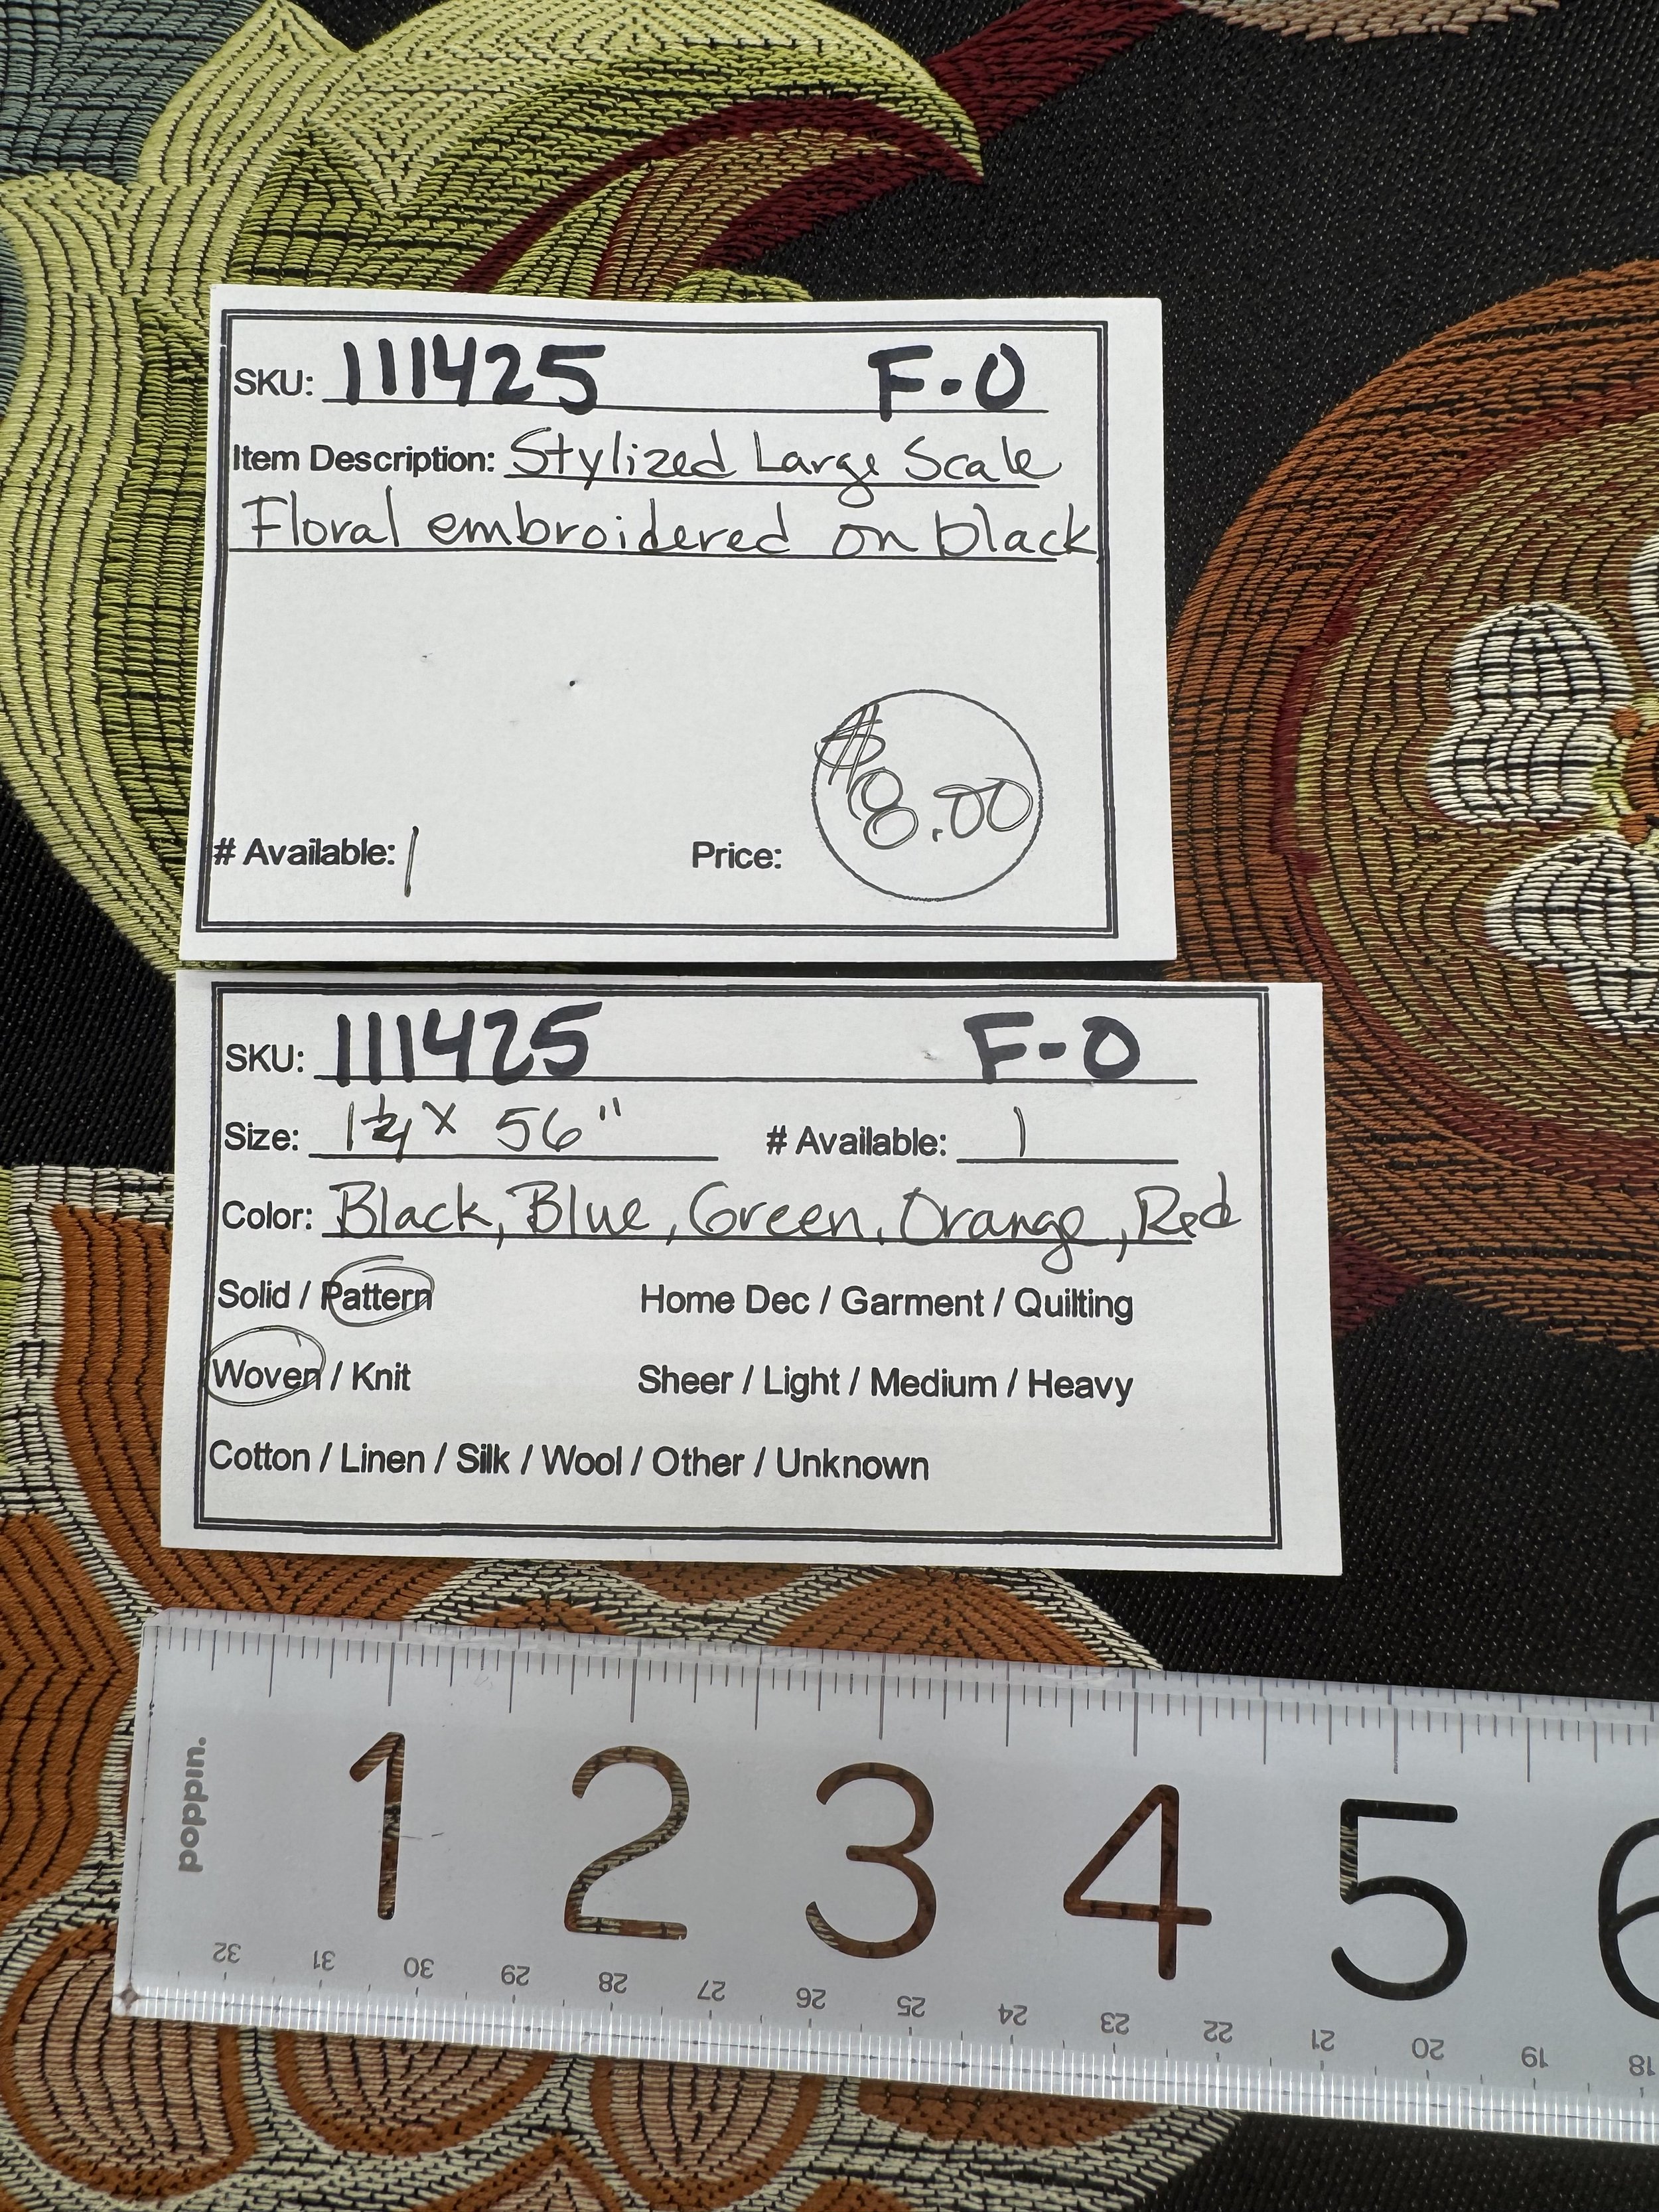 SKU: 111425 F-O
Item Description: Stylized Large Scale
Floral embroidered on black
$8.00
# Available: 1 Price:
SKU: 111425 F-O
Size: x 56" # Available: 1
Color: Black, Blue, Green, Orange, Red
Solid / Pattern Home Dec / Garment / Quilting
Woven / Knit Sheer / Light / Medium / Heavy
Cotton / Linen / Silk / Wool / Other / Unknown
poppin.
1 2 3 4 5 6
32 31 30 29 28 27 26 25 24 23 22 21 20 19 18